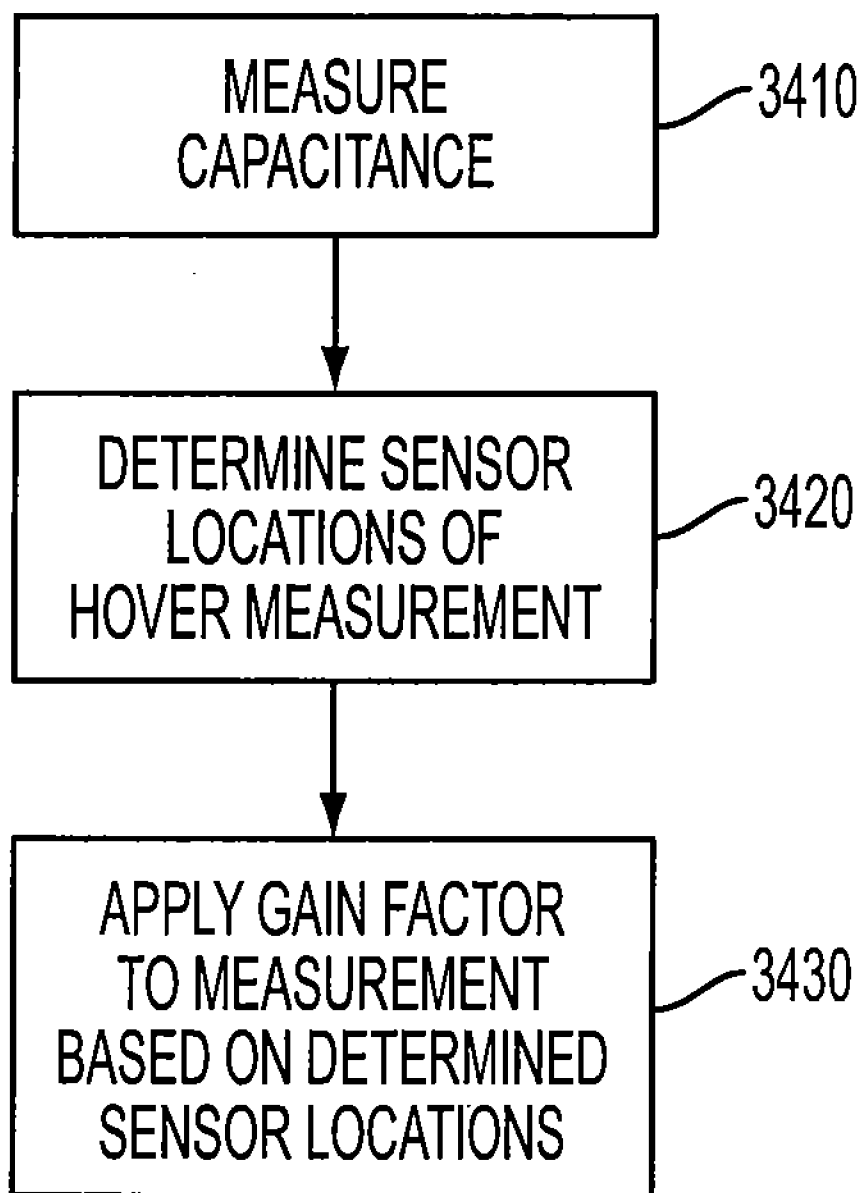 MEASURE
CAPACITANCE
3410
DETERMINE SENSOR
LOCATIONS OF
HOVER MEASUREMENT
3420
APPLY GAIN FACTOR
TO MEASUREMENT
BASED ON DETERMINED
SENSOR LOCATIONS
3430